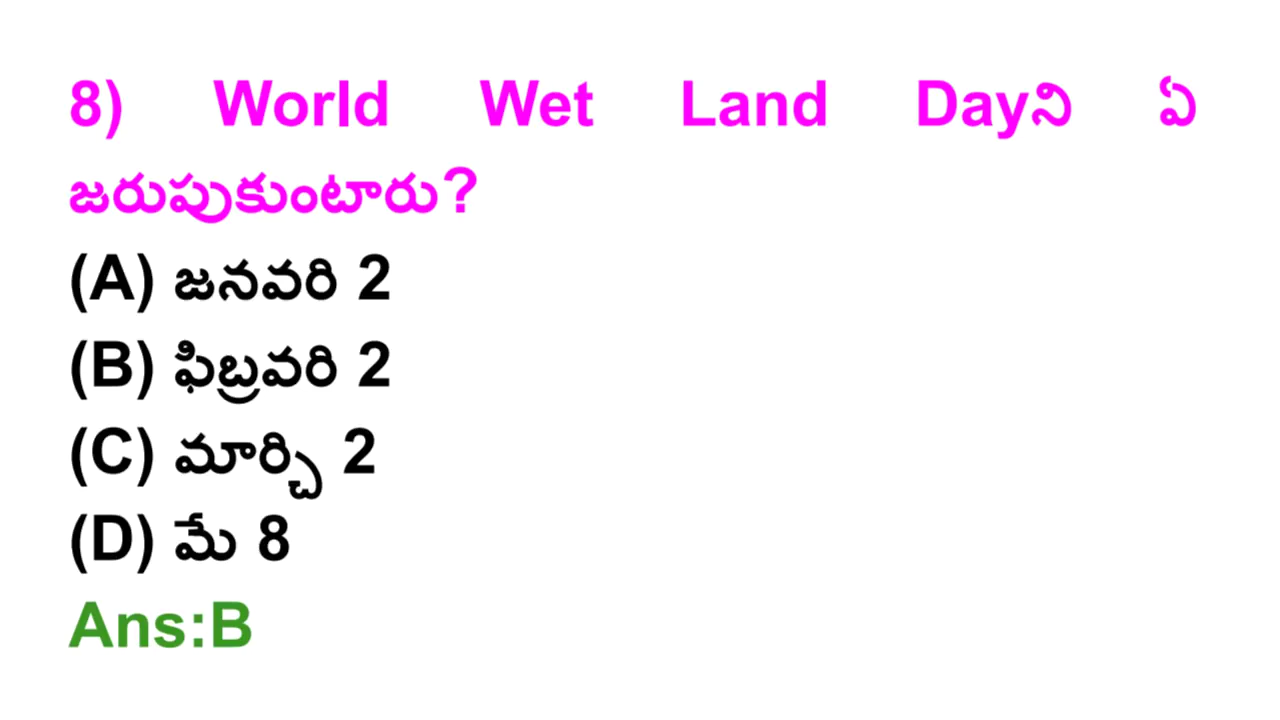 8) World Wet Land Dayని ఏ
జరుపుకుంటారు?
(A) జనవరి 2
(B) ఫిబ్రవరి 2
(C) మార్చి 2
(D) మే 8
Ans:B